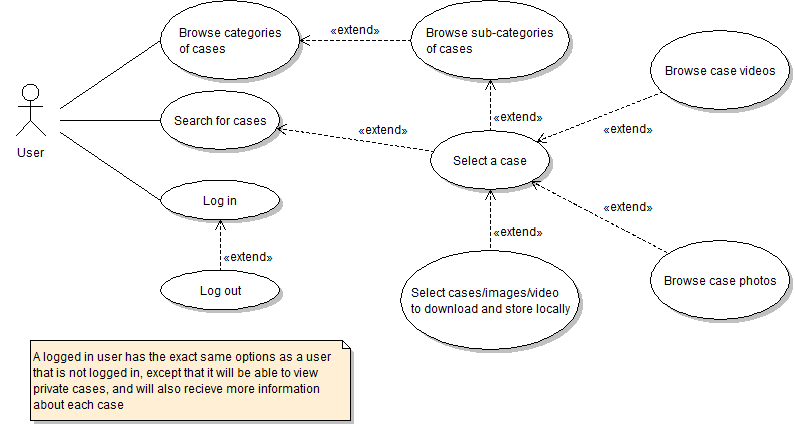 Browse categories
of cases
«extend»
Browse sub-categories
of cases
Browse case videos
Search for cases
«extend»
«extend»
«extend»
User
Select a case
Log in
«extend»
«extend»
«extend»
Log out
Select cases/images/video
to download and store locally
Browse case photos
A logged in user has the exact same options as a user
that is not logged in, except that it will be able to view
private cases, and will also recieve more information
about each case